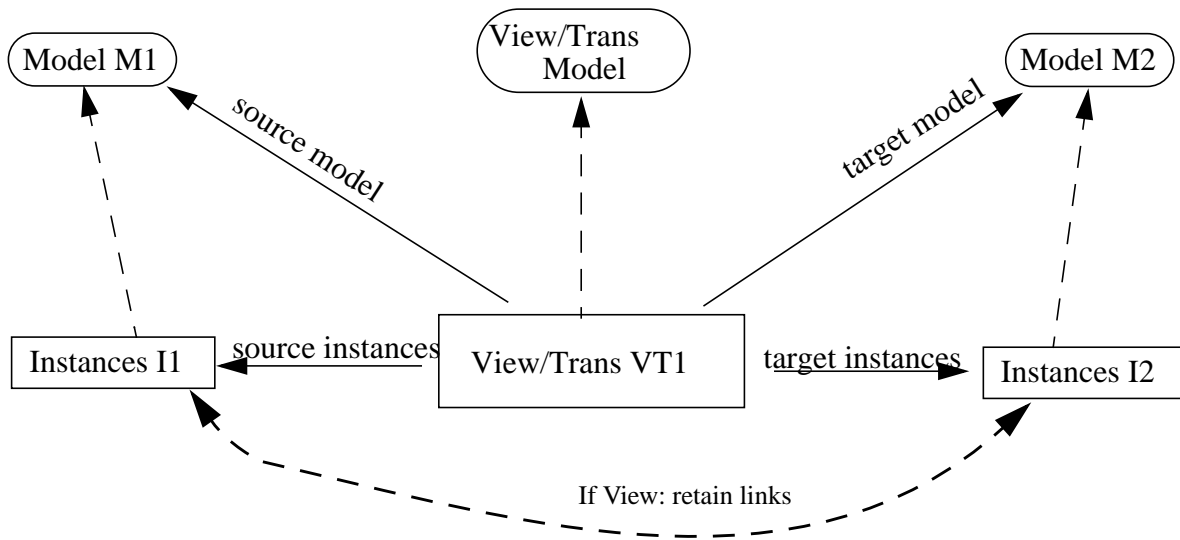 Model M1
View/Trans
Model
Model M2
source model
target model
Instances I1
source instances
View/Trans VT1
target instances
Instances I2
If View: retain links